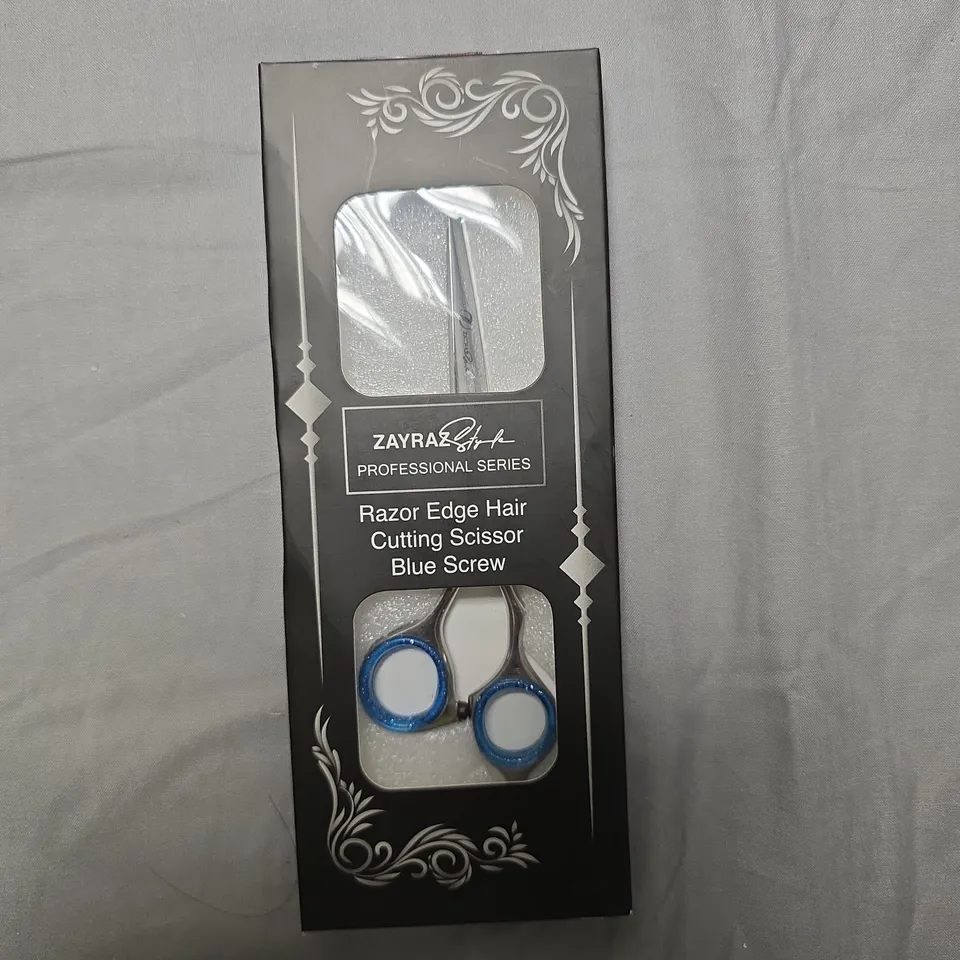 ZAYRAZ Style
PROFESSIONAL SERIES
Razor Edge Hair
Cutting Scissor
Blue Screw